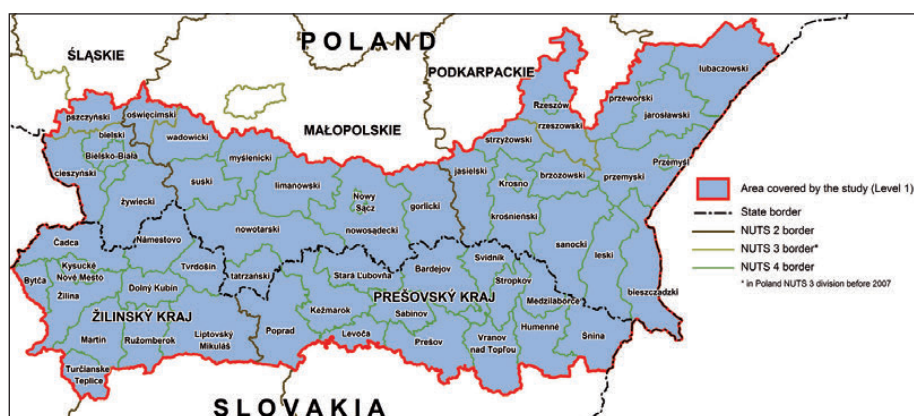 POLAND
ŚLĄSKIE
PODKARPACKIE
MAŁOPOLSKIE
lubaczowski
przeworski
jarosławski
Rzeszów
rzeszowski
pszczyński
oświęcimski
bielski
Bielsko-Biała
wadowicki
cieszyński
myślenicki
strzyżowski
jasielski
Krosno
brzozowski
przemyski
Przemyśl
żywiecki
suski
limanowski
Nowy
Sącz
gorlicki
krośnieński
nowotarski
nowosądecki
sanocki
leski
bieszczadzki
tatrzański
Čadca
Námestovo
Tvrdošín
Bytča
Kysucké
Nové Mesto
Žilina
Dolný Kubín
ŽILINSKÝ KRAJ
Martin
Ružomberok
Liptovský
Mikuláš
Turčianske
Teplice
Stará Ľubovňa
Bardejov
Svidník
Stropkov
Medzilaborce
PREŠOVSKÝ KRAJ
Kežmarok
Sabinov
Poprad
Levoča
Prešov
Vranov
nad Topľou
Humenné
Snina
SLOVAKIA
Area covered by the study (Level 1)
State border
NUTS 2 border
NUTS 3 border*
NUTS 4 border
* in Poland NUTS 3 division before 2007